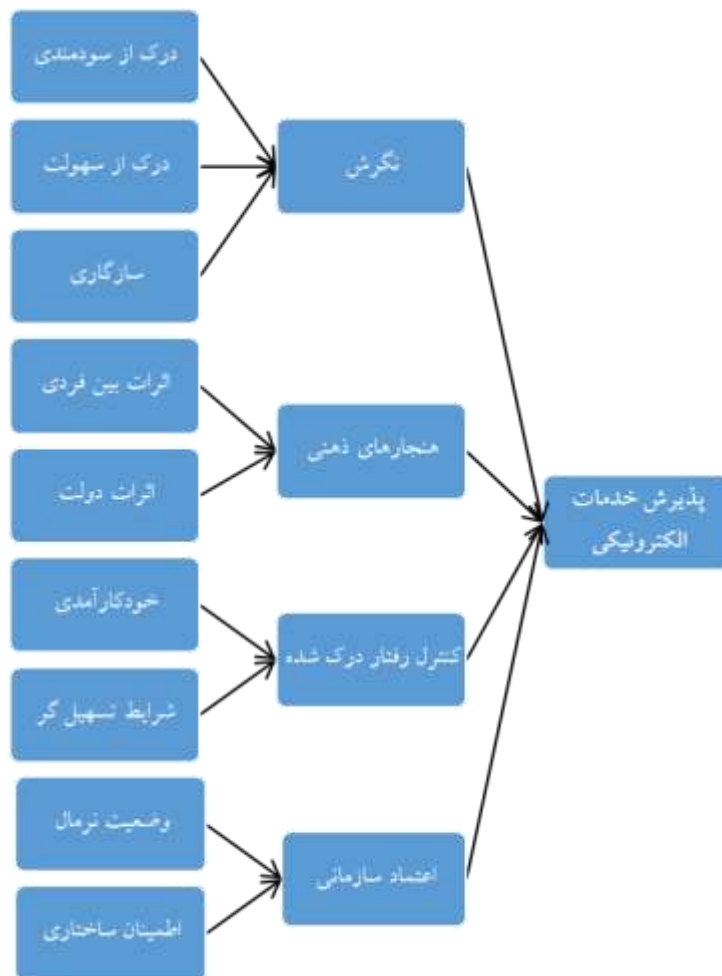 درک از سودمندی
درک از سهولت
سازگاری
اثرات بین فردی
اثرات دولت
خودکارآمدی
شرایط تسهیل گر
وضعیت نرمال
اطمینان ساختاری
نگرش
هنجارهای ذهنی
کنترل رفتار درک شده
اعتماد سازمانی
پذیرش خدمات
الکترونیکی